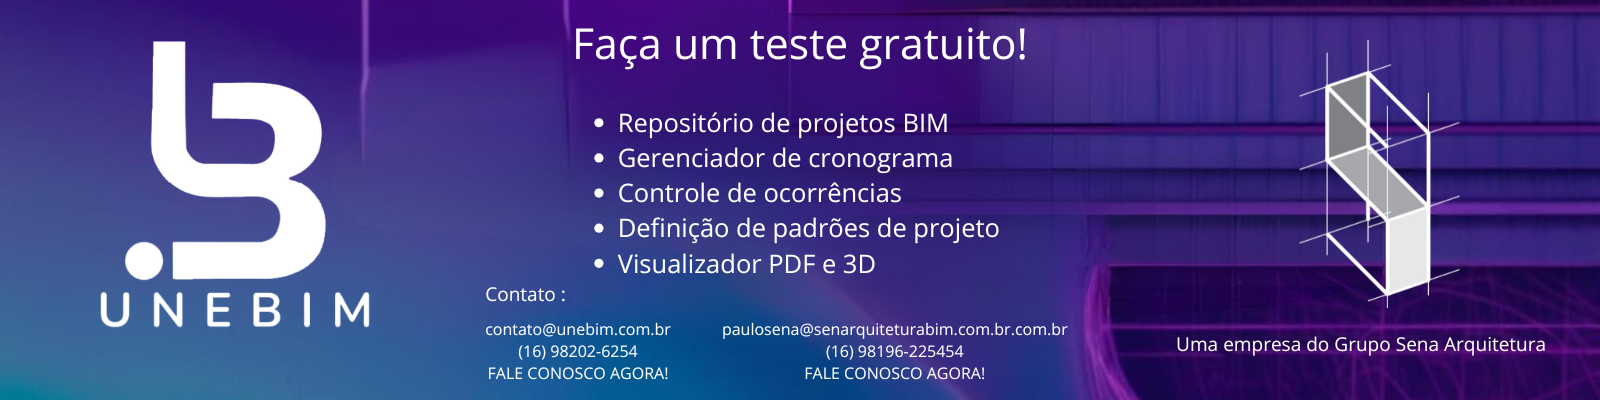 UNEBIM
Faça um teste gratuito!
• Repositório de projetos BIM
• Gerenciador de cronograma
• Controle de ocorrências
• Definição de padrões de projeto
• Visualizador PDF e 3D
Contato :
contato@unebim.com.br
(16) 98202-6254
FALE CONOSCO AGORA!
paulosena@senarquiteturabim.com.br.com.br
(16) 98196-225454
FALE CONOSCO AGORA!
Uma empresa do Grupo Sena Arquitetura